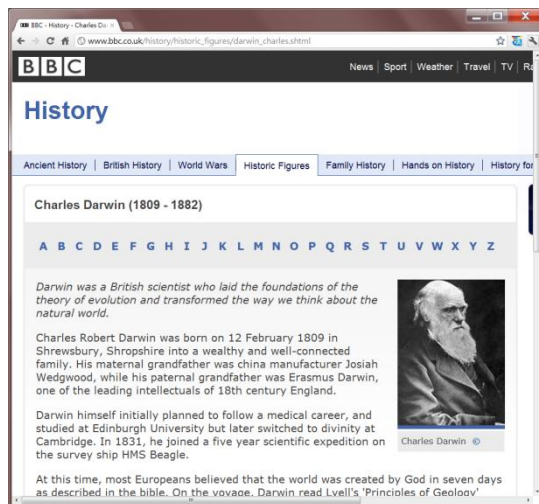 BBC - History - Charles Da
www.bbc.co.uk/history/historic_figures/darwin_charles.shtml
BBC
News | Sport | Weather | Travel | TV | Ra
History
Ancient History | British History | World Wars | Historic Figures | Family History | Hands on History | History for
Charles Darwin (1809 - 1882)
A B C D E F G H I J K L M N O P Q R S T U V W X Y Z
Darwin was a British scientist who laid the foundations of the
theory of evolution and transformed the way we think about the
natural world.
Charles Robert Darwin was born on 12 February 1809 in
Shrewsbury, Shropshire into a wealthy and well-connected
family. His maternal grandfather was china manufacturer Josiah
Wedgwood, while his paternal grandfather was Erasmus Darwin,
one of the leading intellectuals of 18th century England.
Darwin himself initially planned to follow a medical career, and
studied at Edinburgh University but later switched to divinity at
Cambridge. In 1831, he joined a five year scientific expedition on
the survey ship HMS Beagle.
Charles Darwin ©
At this time, most Europeans believed that the world was created by God in seven days
as described in the bible. On the voyage, Darwin read Lyell's 'Principles of Geology'